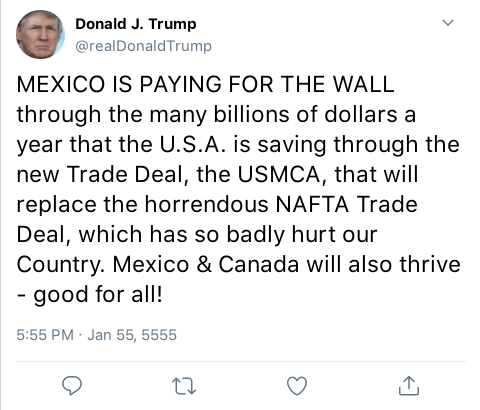 Donald J. Trump
@realDonaldTrump
MEXICO IS PAYING FOR THE WALL
through the many billions of dollars a
year that the U.S.A. is saving through the
new Trade Deal, the USMCA, that will
replace the horrendous NAFTA Trade
Deal, which has so badly hurt our
Country. Mexico & Canada will also thrive
- good for all!
5:55 PM · Jan 55, 5555